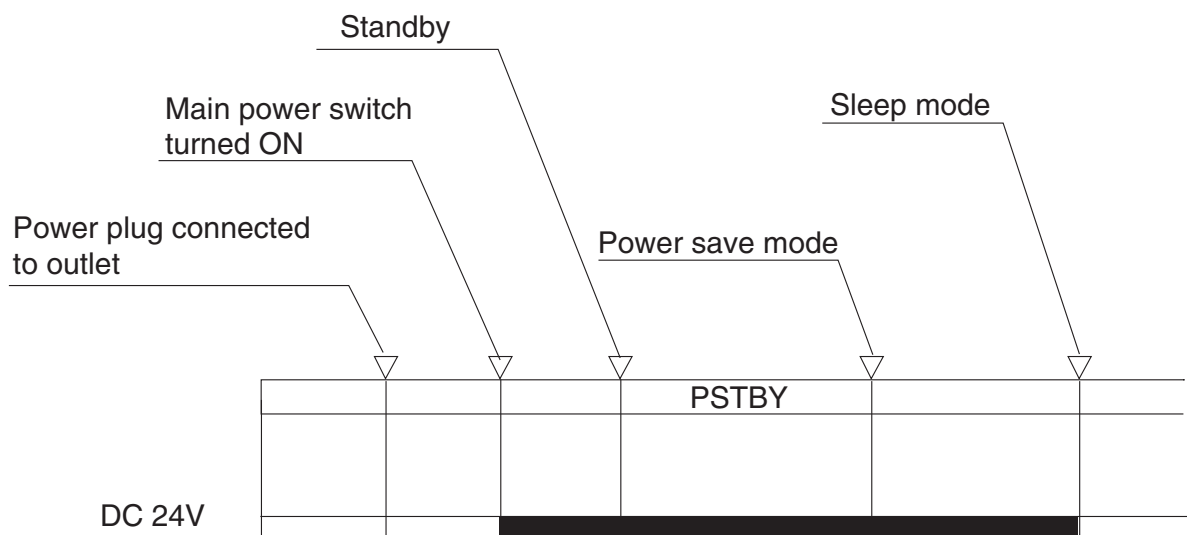 Standby
Main power switch
turned ON
Sleep mode
Power plug connected
to outlet
Power save mode
PSTBY
DC 24V